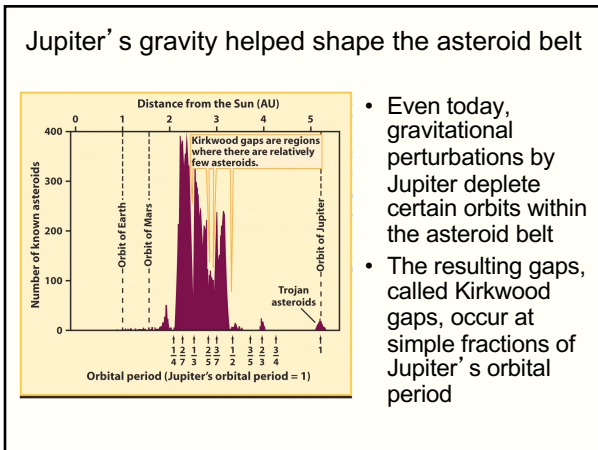 Jupiter's gravity helped shape the asteroid belt
Distance from the Sun (AU)
0 1 2 3 4 5
400
300
200
100
0
Number of known asteroids
Kirkwood gaps are regions
where there are relatively
few asteroids.
Orbit of Earth
Orbit of Mars
Orbit of Jupiter
Trojan
asteroids
1/4 2/7 1/3 2/5 3/7 1/2 3/5 2/3 3/4 1
Orbital period (Jupiter's orbital period = 1)
• Even today,
gravitational
perturbations by
Jupiter deplete
certain orbits within
the asteroid belt
• The resulting gaps,
called Kirkwood
gaps, occur at
simple fractions of
Jupiter's orbital
period